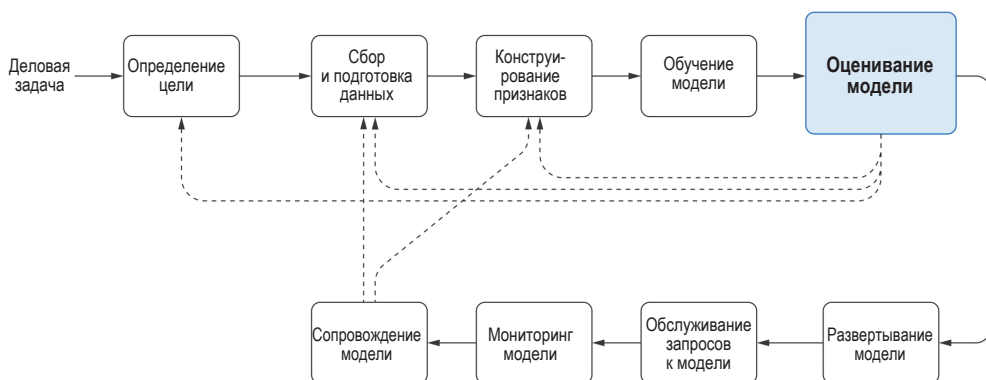 Деловая
задача
Определение
цели
Сбор
и подготовка
данных
Конструи-
рование
признаков
Обучение
модели
Оценивание
модели
Сопровождение
модели
Мониторинг
модели
Обслуживание
запросов
к модели
Развертывание
модели